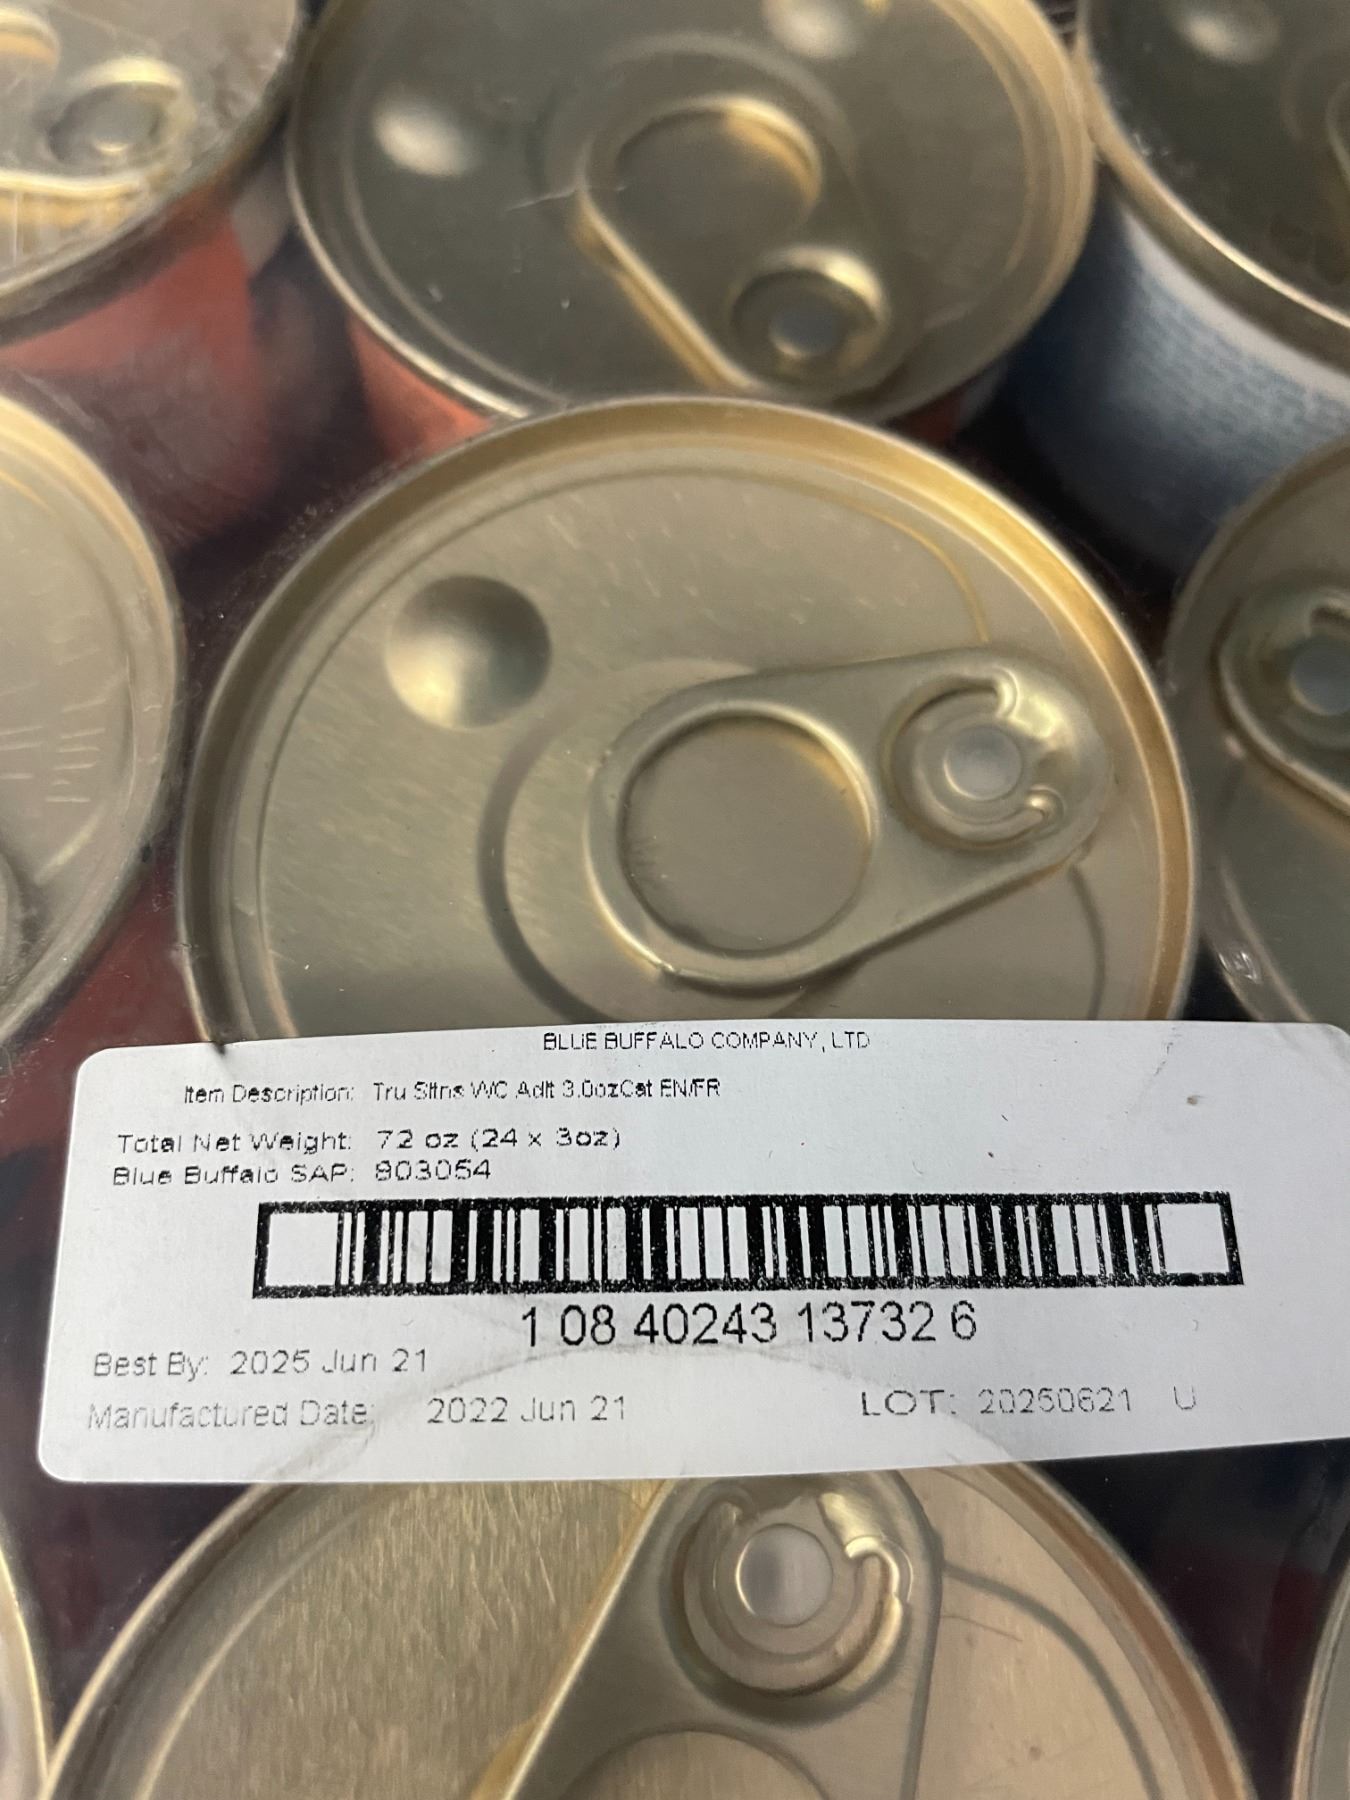 BLUE BUFFALO COMPANY, LTD
Item Description: Tru Sltns WC Adlt 3.0ozCat EN/FR
Total Net Weight: 72 oz (24 x 3oz)
Blue Buffalo SAP: 803054
1 08 40243 13732 6
Best By: 2025 Jun 21
Manufactured Date: 2022 Jun 21
LOT: 20250621 U